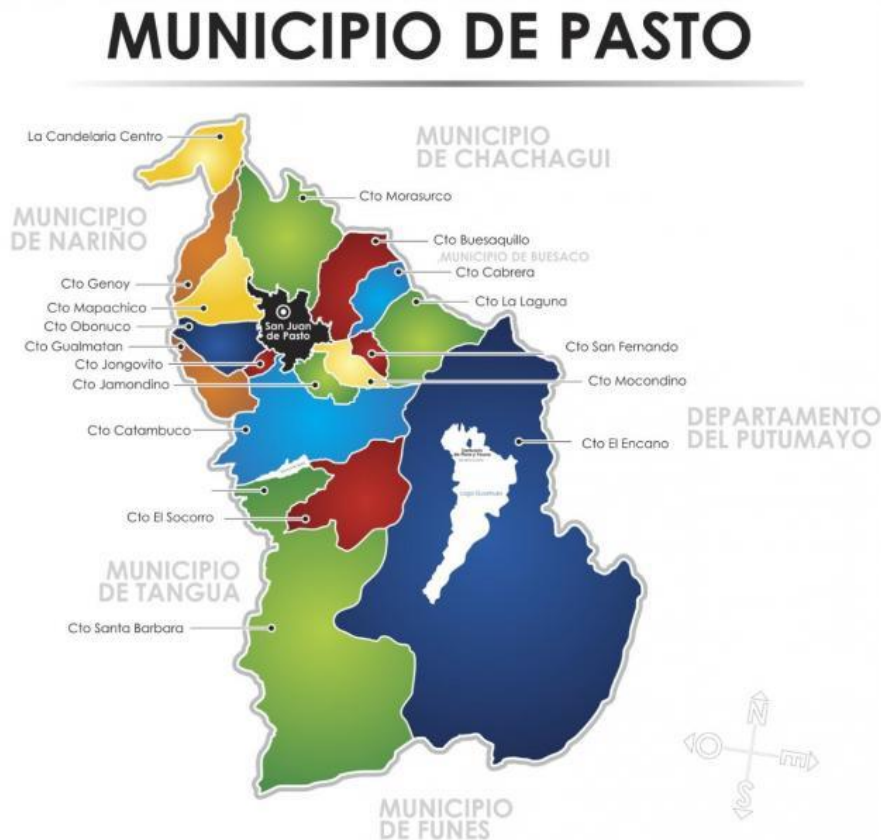 MUNICIPIO DE PASTO
La Candelaria Centro
MUNICIPIO
DE CHACHAGUI
Cto Morasurco
MUNICIPIO
DE NARIÑO
Cto Buesaquillo
MUNICIPIO DE BUESACO
Cto Cabrera
Cto Genoy
Cto La Laguna
Cto Mapachico
Cto Obonuco
San Juan
de Pasto
Cto Gualmatan
Cto San Fernando
Cto Jongovito
Cto Jamondino
Cto Mocondino
DEPARTAMENTO
DEL PUTUMAYO
Cto Catambuco
Cto El Encano
Cto El Socorro
MUNICIPIO
DE TANGUA
Cto Santa Barbara
N
O
E
S
MUNICIPIO
DE FUNES